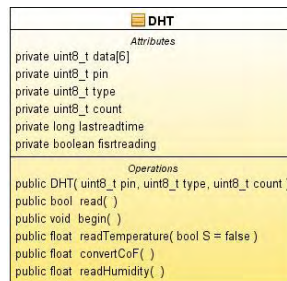 DHT
Attributes
private uint8_t data[6]
private uint8_t pin
private uint8_t type
private uint8_t count
private long lastreadtime
private boolean fisrtreading
Operations
public DHT( uint8_t pin, uint8_t type, uint8_t count )
public bool read( )
public void begin( )
public float readTemperature( bool S = false )
public float convertCoF( )
public float readHumidity( )